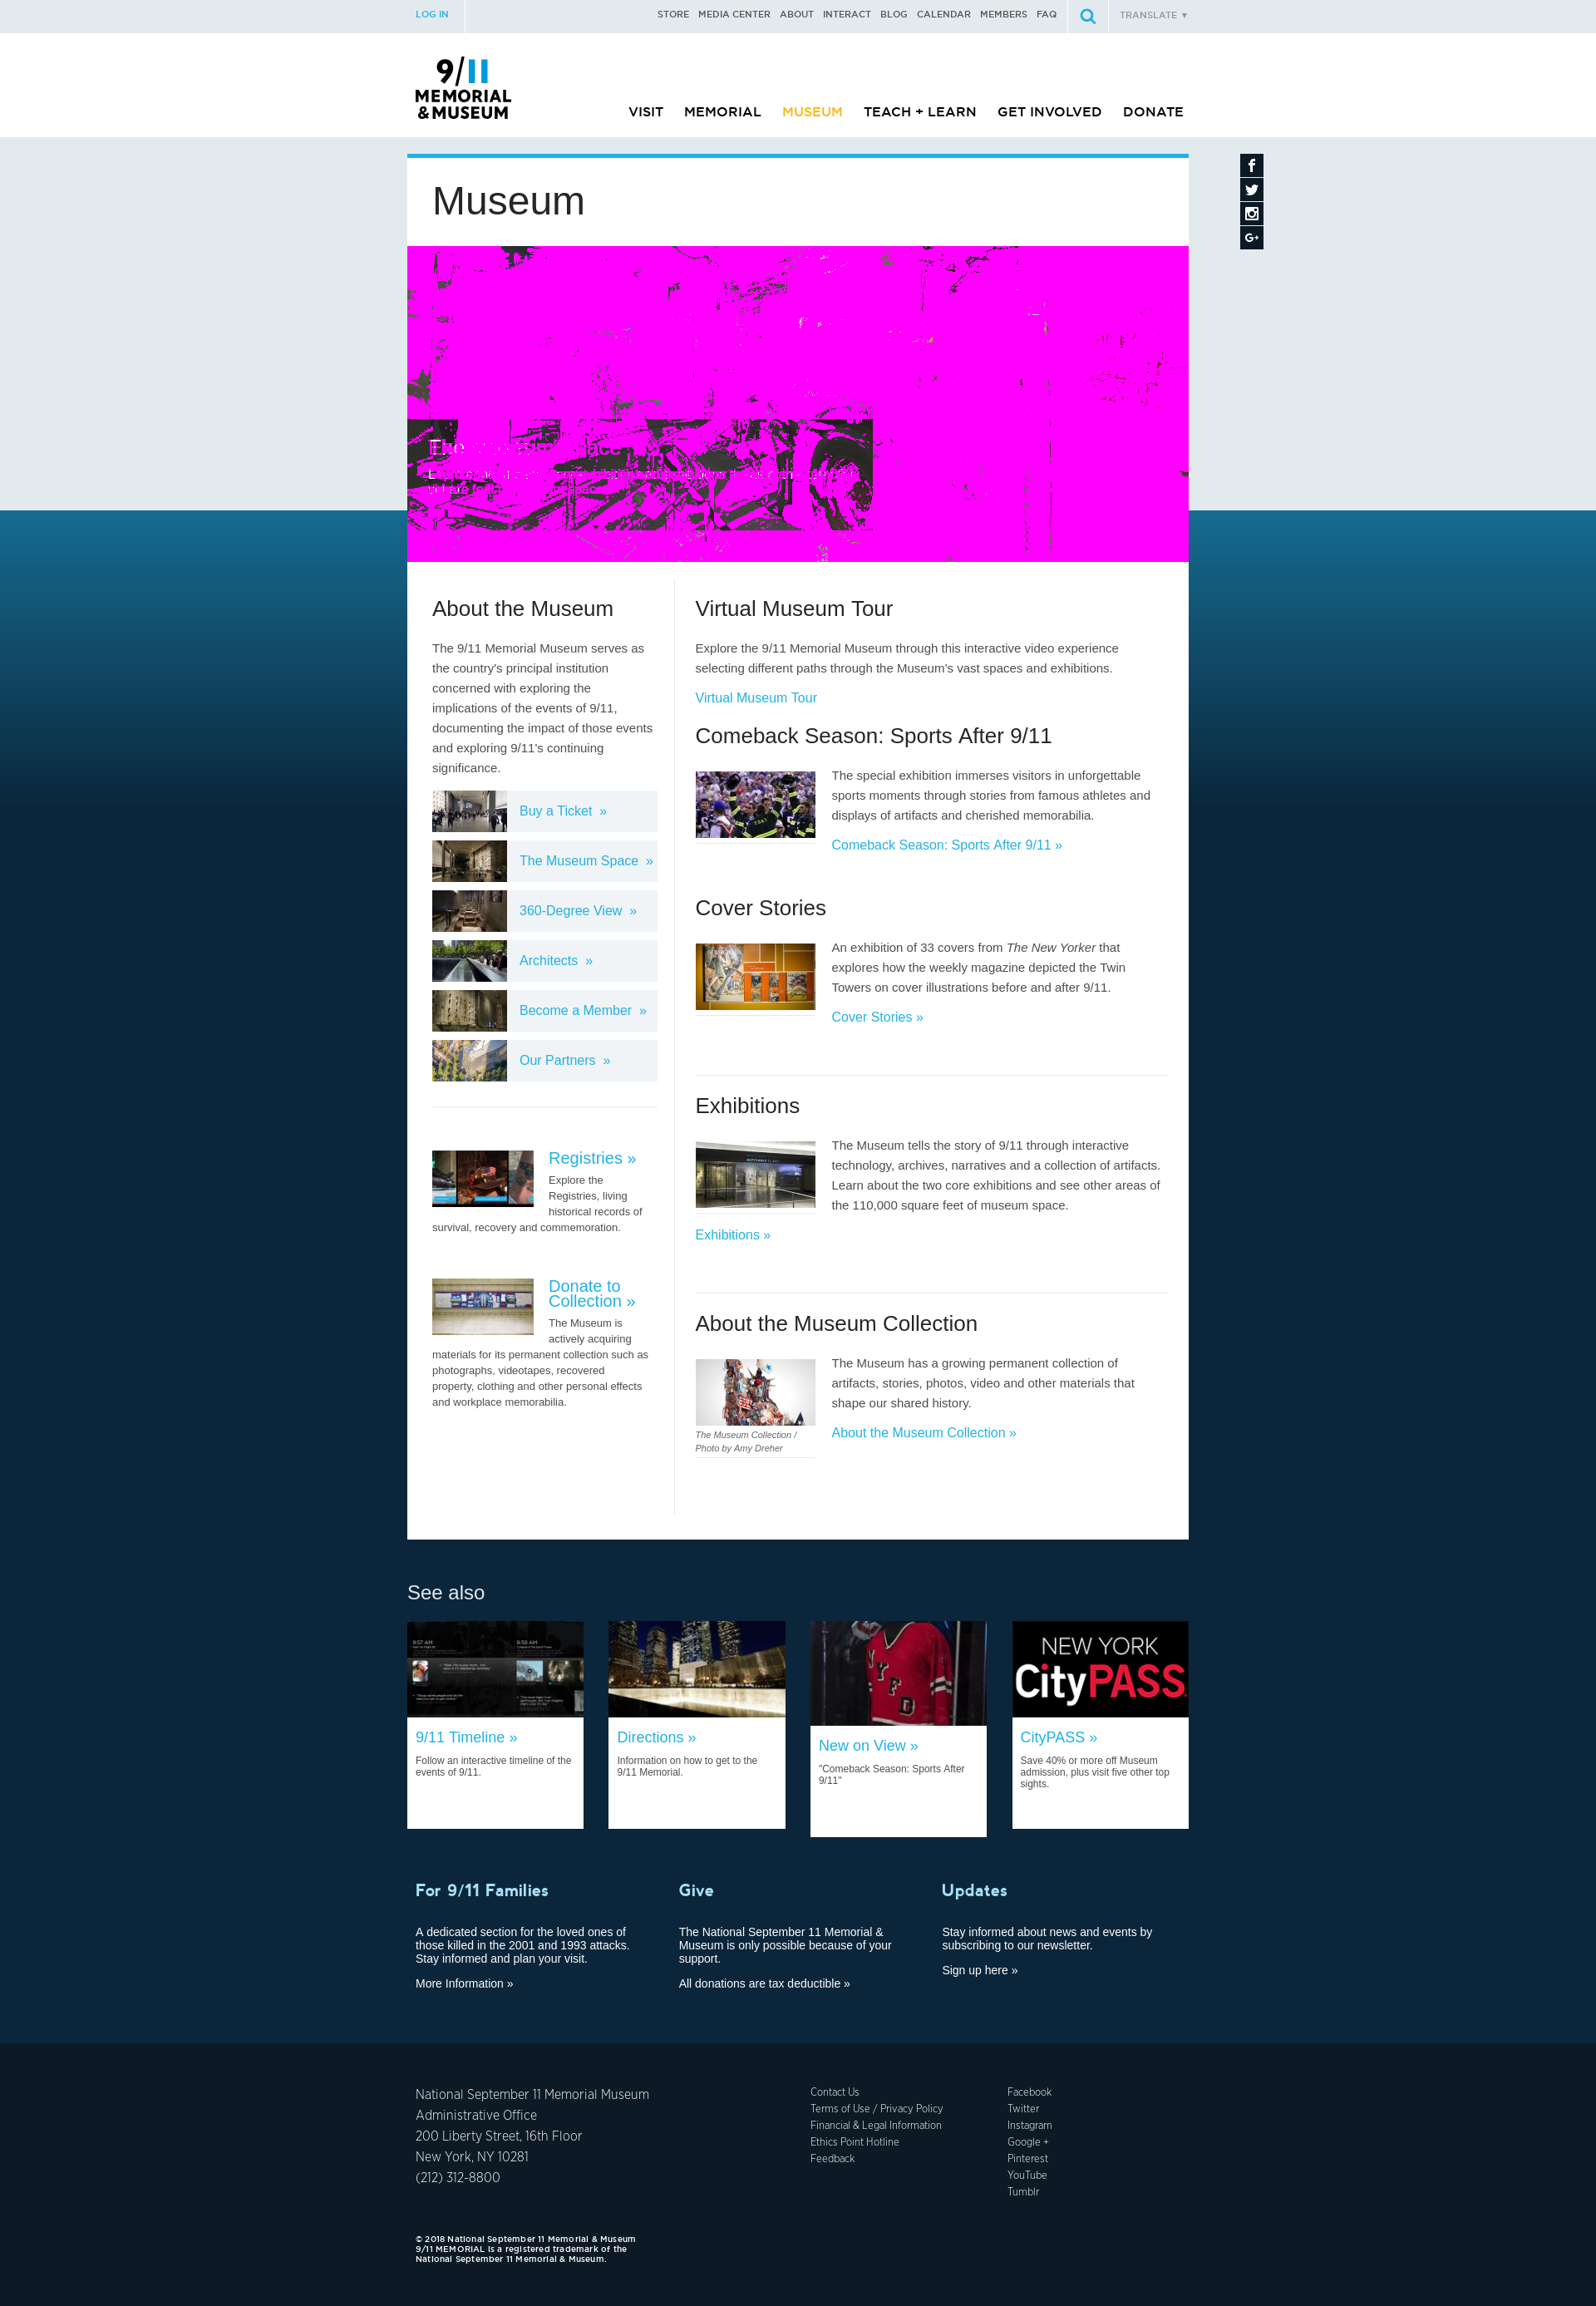 LOG IN
STORE MEDIA CENTER ABOUT INTERACT BLOG CALENDAR MEMBERS FAQ
TRANSLATE ▼
9/11
MEMORIAL
&MUSEUM
VISIT MEMORIAL MUSEUM TEACH + LEARN GET INVOLVED DONATE
Museum
The
About the Museum
The 9/11 Memorial Museum serves as
the country's principal institution
concerned with exploring the
implications of the events of 9/11,
documenting the impact of those events
and exploring 9/11's continuing
significance.
Buy a Ticket »
The Museum Space »
360-Degree View »
Architects »
Become a Member »
Our Partners »
Registries »
Explore the
Registries, living
historical records of
survival, recovery and commemoration.
Donate to
Collection »
The Museum is
actively acquiring
materials for its permanent collection such as
photographs, videotapes, recovered
property, clothing and other personal effects
and workplace memorabilia.
Virtual Museum Tour
Explore the 9/11 Memorial Museum through this interactive video experience
selecting different paths through the Museum's vast spaces and exhibitions.
Virtual Museum Tour
Comeback Season: Sports After 9/11
The special exhibition immerses visitors in unforgettable
sports moments through stories from famous athletes and
displays of artifacts and cherished memorabilia.
Comeback Season: Sports After 9/11 »
Cover Stories
An exhibition of 33 covers from The New Yorker that
explores how the weekly magazine depicted the Twin
Towers on cover illustrations before and after 9/11.
Cover Stories »
Exhibitions
The Museum tells the story of 9/11 through interactive
technology, archives, narratives and a collection of artifacts.
Learn about the two core exhibitions and see other areas of
the 110,000 square feet of museum space.
Exhibitions »
About the Museum Collection
The Museum has a growing permanent collection of
artifacts, stories, photos, video and other materials that
shape our shared history.
About the Museum Collection »
The Museum Collection /
Photo by Amy Dreher
See also
9:57 AM
9:59 AM
NYFD
NEW YORK
CityPASS
9/11 Timeline »
Follow an interactive timeline of the
events of 9/11.
Directions »
Information on how to get to the
9/11 Memorial.
New on View »
"Comeback Season: Sports After
9/11"
CityPASS »
Save 40% or more off Museum
admission, plus visit five other top
sights.
For 9/11 Families
A dedicated section for the loved ones of
those killed in the 2001 and 1993 attacks.
Stay informed and plan your visit.
More Information »
Give
The National September 11 Memorial &
Museum is only possible because of your
support.
All donations are tax deductible »
Updates
Stay informed about news and events by
subscribing to our newsletter.
Sign up here »
National September 11 Memorial Museum
Administrative Office
200 Liberty Street, 16th Floor
New York, NY 10281
(212) 312-8800
Contact Us
Terms of Use / Privacy Policy
Financial & Legal Information
Ethics Point Hotline
Feedback
Facebook
Twitter
Instagram
Google +
Pinterest
YouTube
Tumblr
© 2018 National September 11 Memorial & Museum
9/11 MEMORIAL is a registered trademark of the
National September 11 Memorial & Museum.